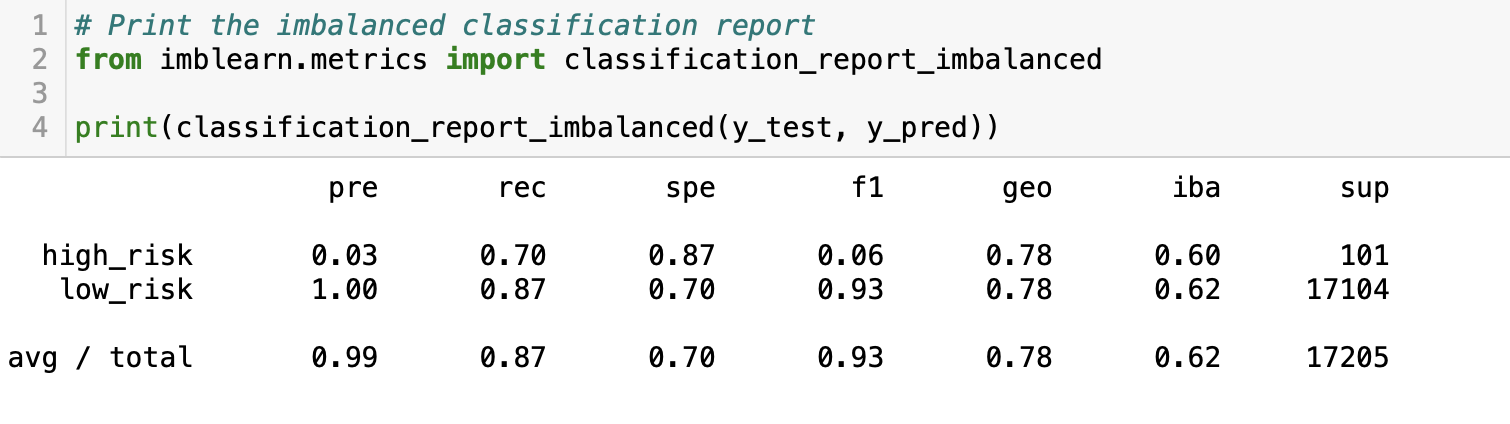 1 # Print the imbalanced classification report
2 from imblearn.metrics import classification_report_imbalanced
3
4 print(classification_report_imbalanced(y_test, y_pred))
pre rec spe f1 geo iba sup
high_risk 0.03 0.70 0.87 0.06 0.78 0.60 101
low_risk 1.00 0.87 0.70 0.93 0.78 0.62 17104
avg / total 0.99 0.87 0.70 0.93 0.78 0.62 17205